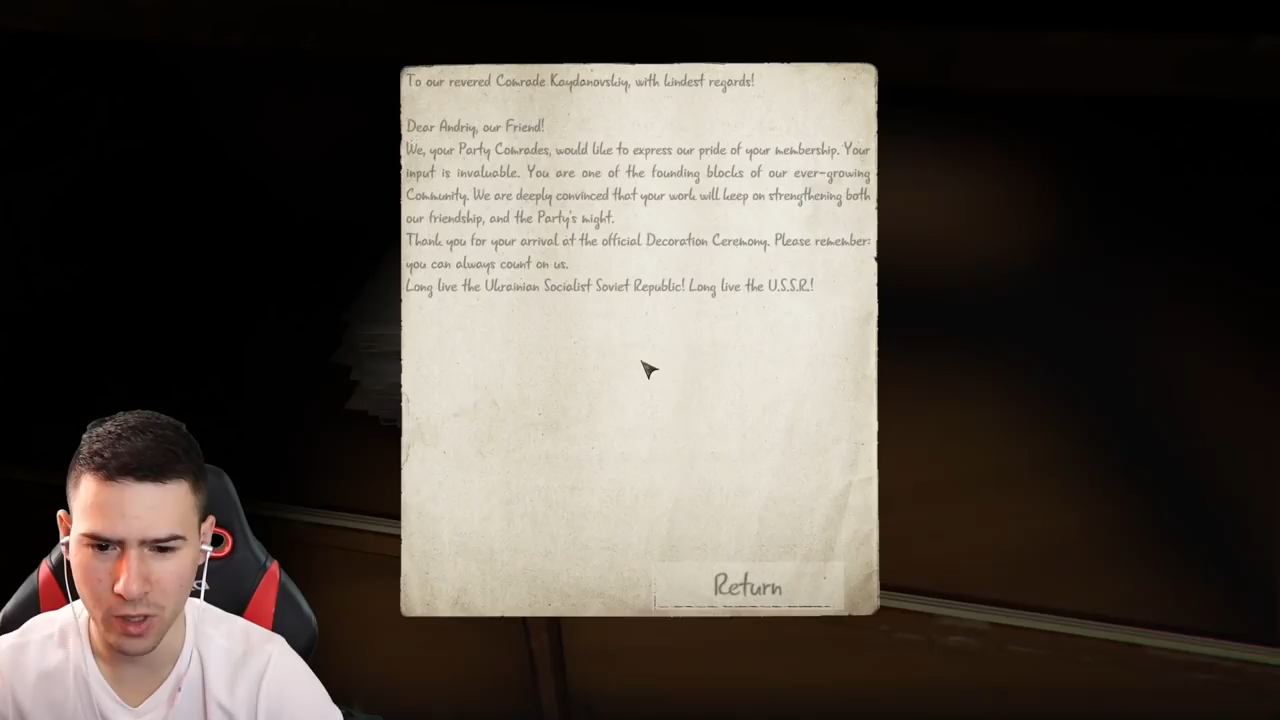 To our revered Comrade Kaydanovskiy, with kindest regards!
Dear Andriy, our Friend!
We, your Party Comrades, would like to express our pride of your membership. Your
input is invaluable. You are one of the founding blocks of our ever-growing
Community. We are deeply convinced that your work will keep on strengthening both
our friendship, and the Party's might.
Thank you for your arrival at the official Decoration Ceremony. Please remember:
you can always count on us.
Long live the Ukrainian Socialist Soviet Republic! Long live the U.S.S.R.!
Return